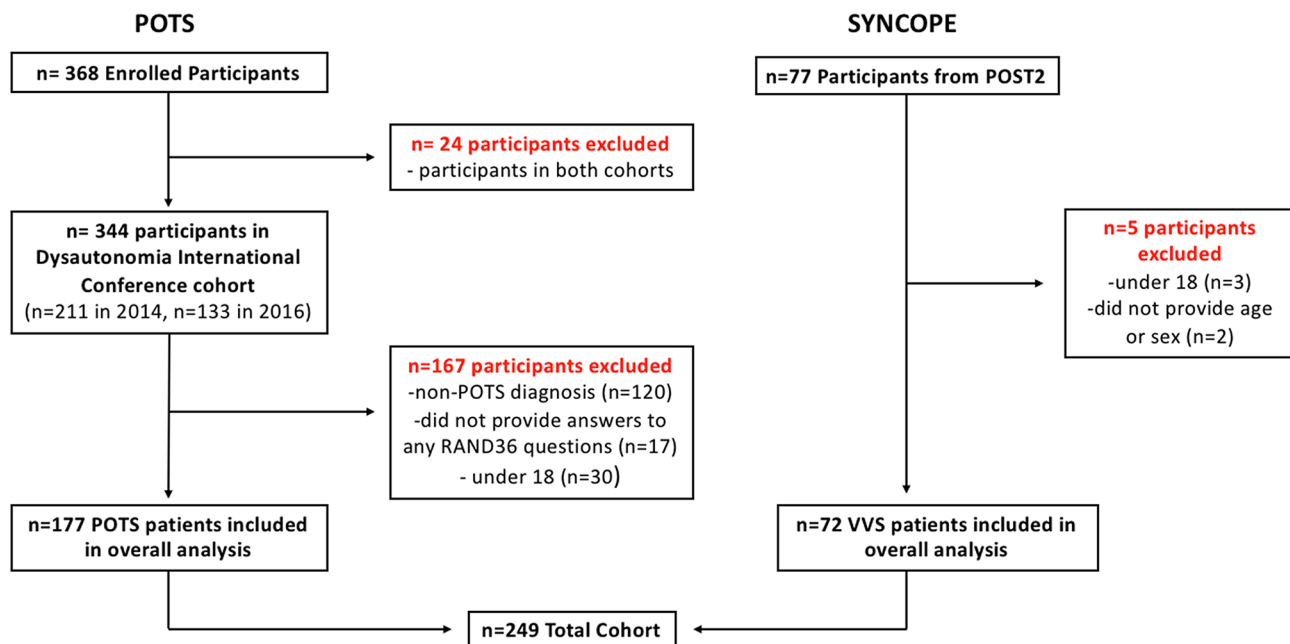 POTS
n= 368 Enrolled Participants
n= 24 participants excluded
- participants in both cohorts
n= 344 participants in
Dysautonomia International
Conference cohort
(n=211 in 2014, n=133 in 2016)
n=167 participants excluded
-non-POTS diagnosis (n=120)
-did not provide answers to
any RAND36 questions (n=17)
- under 18 (n=30)
n=177 POTS patients included
in overall analysis
SYNCOPE
n=77 Participants from POST2
n=5 participants
excluded
-under 18 (n=3)
-did not provide age
or sex (n=2)
n=72 VVS patients included in
overall analysis
n=249 Total Cohort